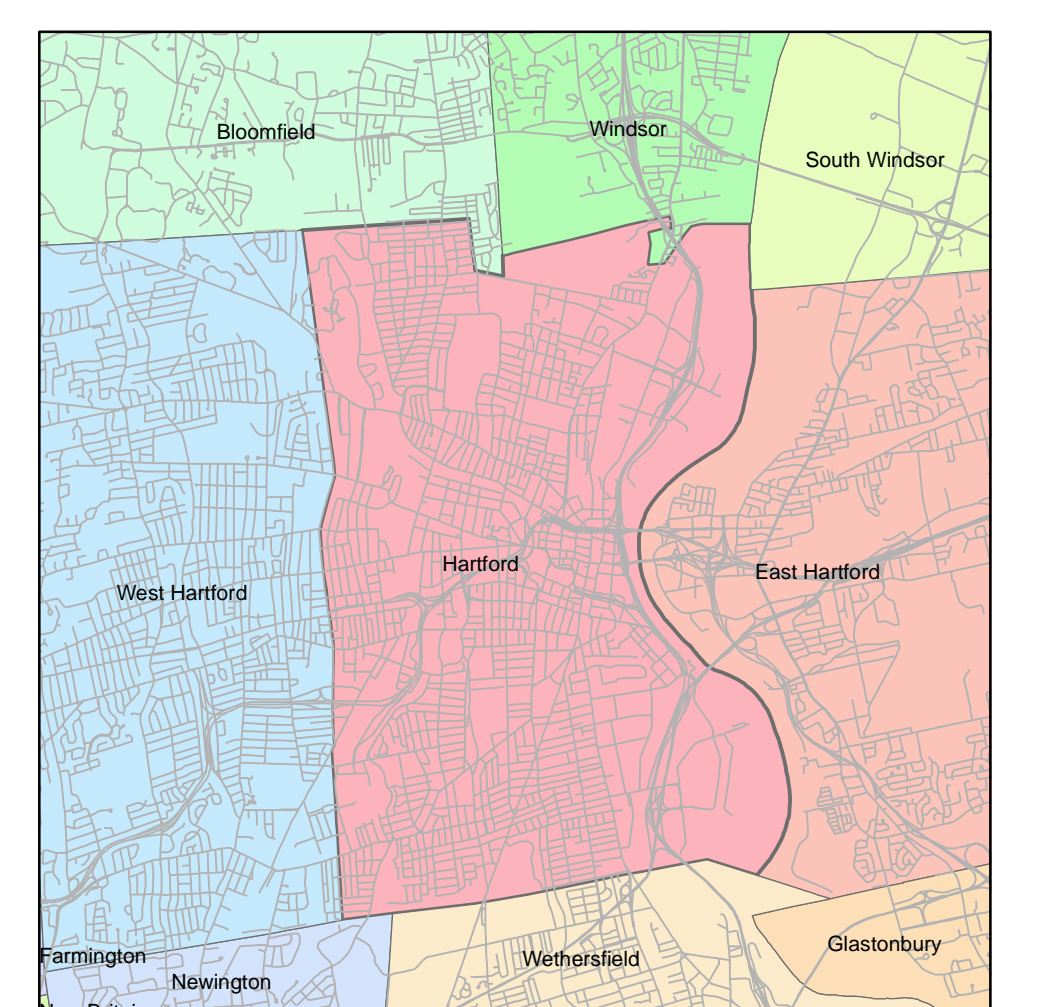 Bloomfield
Windsor
South Windsor
Hartford
East Hartford
West Hartford
Farmington
Newington
Wethersfield
Glastonbury